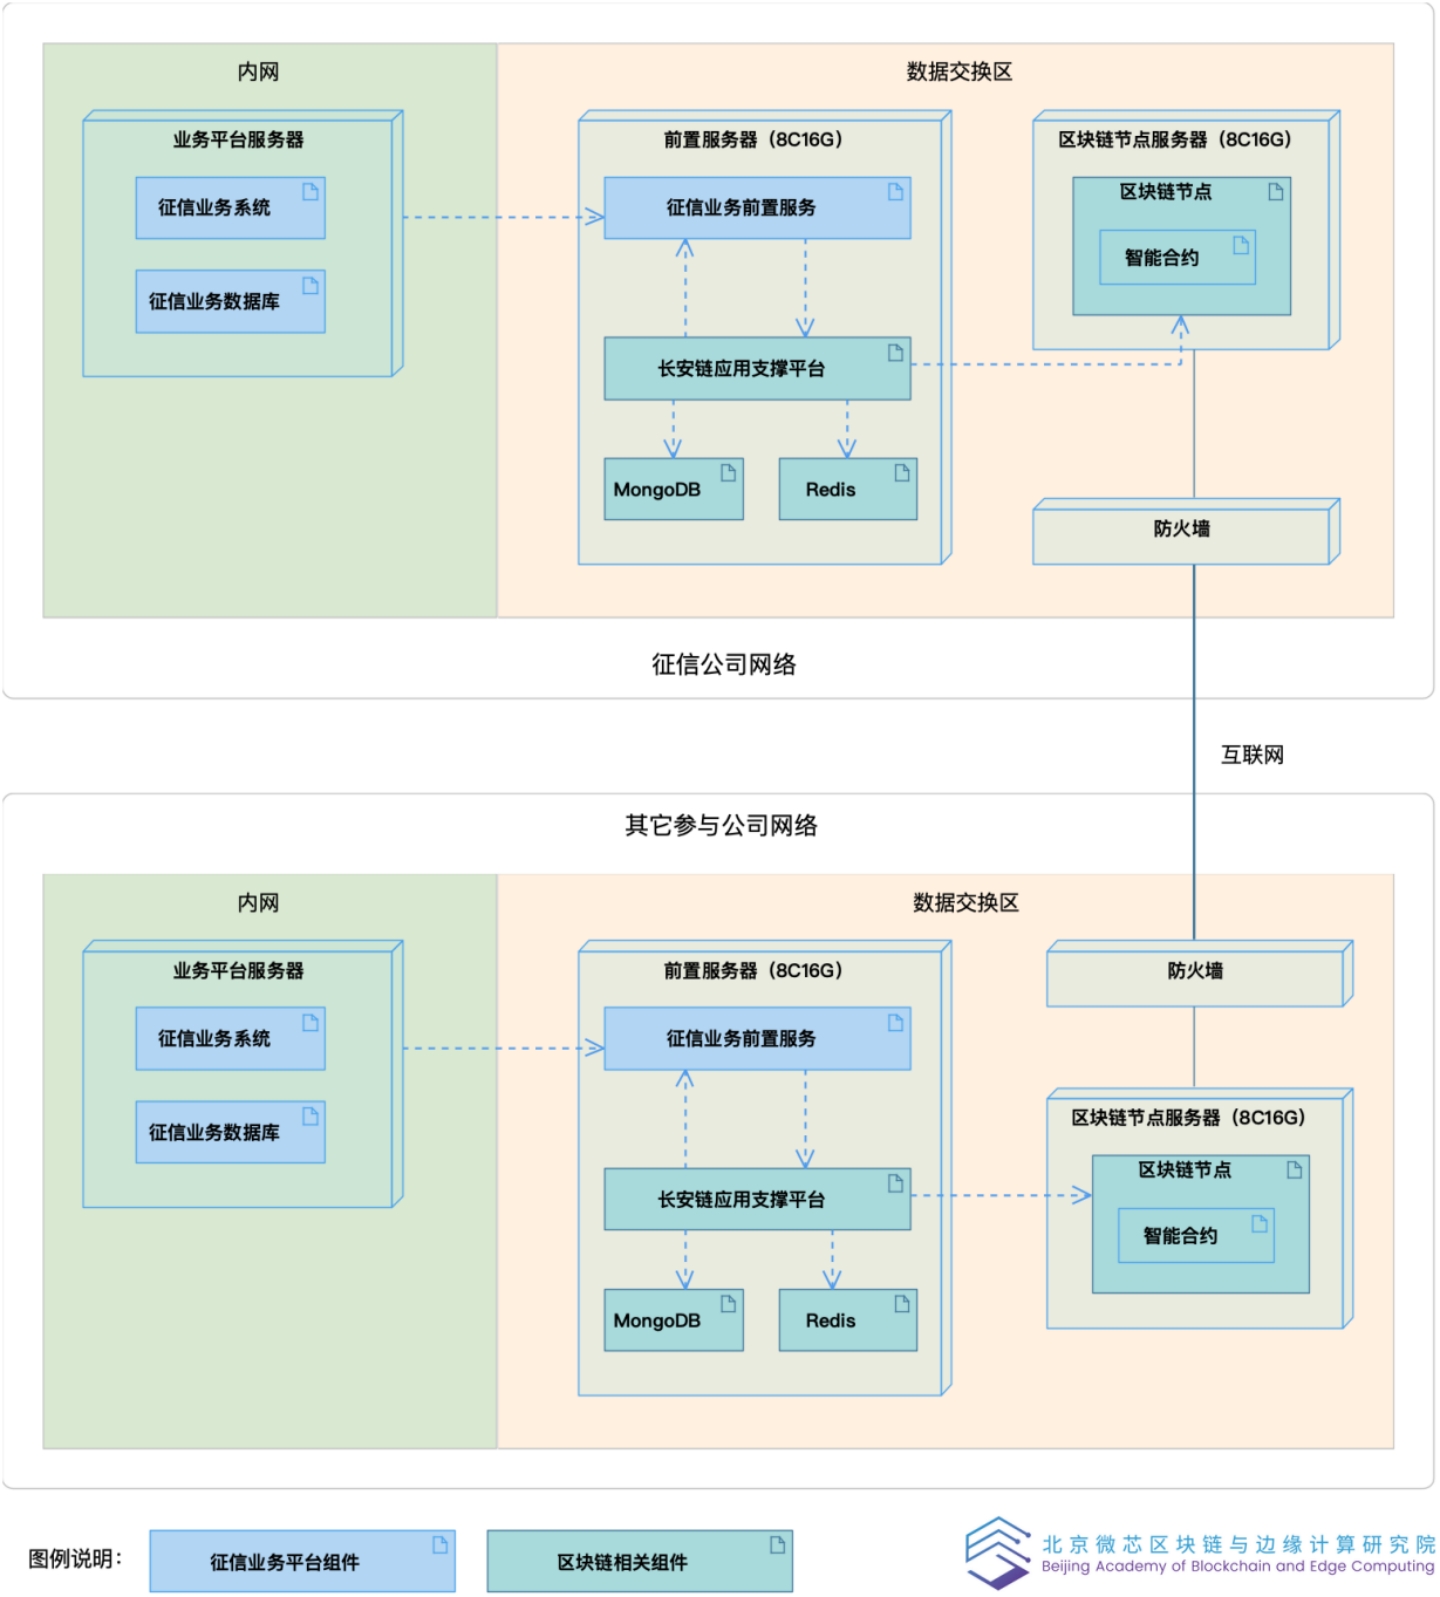 内网
数据交换区
业务平台服务器
征信业务系统
征信业务数据库
前置服务器（8C16G）
征信业务前置服务
长安链应用支撑平台
MongoDB
Redis
区块链节点服务器（8C16G）
区块链节点
智能合约
防火墙
征信公司网络
互联网
其它参与公司网络
内网
数据交换区
业务平台服务器
征信业务系统
征信业务数据库
前置服务器（8C16G）
征信业务前置服务
长安链应用支撑平台
MongoDB
Redis
防火墙
区块链节点服务器（8C16G）
区块链节点
智能合约
图例说明：
征信业务平台组件
区块链相关组件
北京微芯区块链与边缘计算研究院
Beijing Academy of Blockchain and Edge Computing